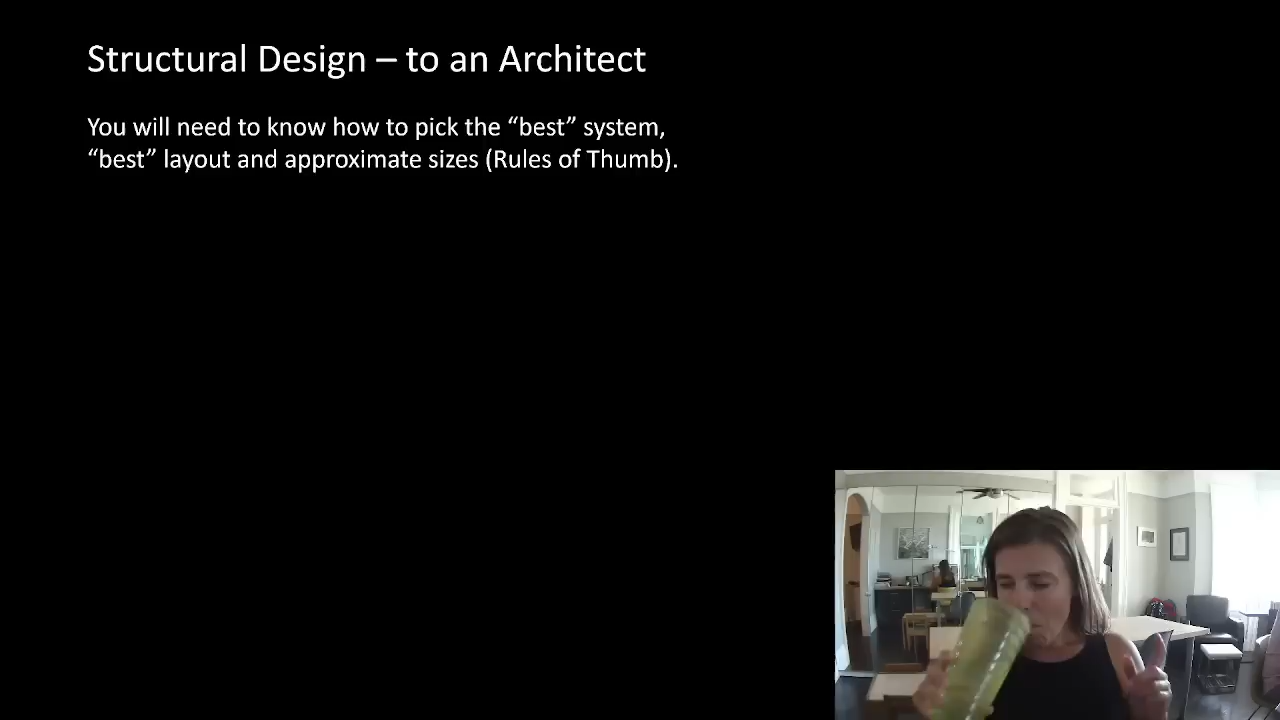 Structural Design – to an Architect
You will need to know how to pick the “best” system,
“best” layout and approximate sizes (Rules of Thumb).